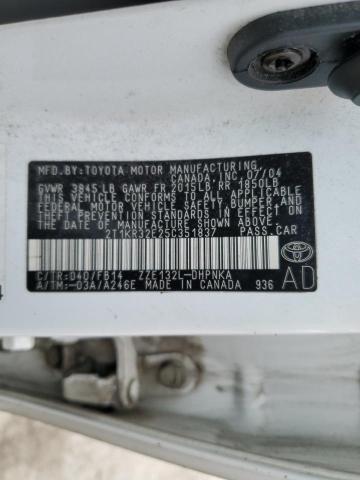 MFD.BY:TOYOTA MOTOR MANUFACTURING
CANADA INC. 07/04
GVWR 3845 LB GAWR FR 2015LB RR 1850LB
THIS VEHICLE CONFORMS TO ALL APPLICABLE
FEDERAL MOTOR VEHICLE SAFETY, BUMPER,
AND THEFT PREVENTION STANDARDS IN EFFECT
ON THE DATE OF MANUFACTURE SHOWN ABOVE.
2T1KR32E25C351837 PASS.CAR
C/TR:040/FB14 ZZE132L-DHPNKA
A/TM:-03A/A246E MADE IN CANADA 936
AD